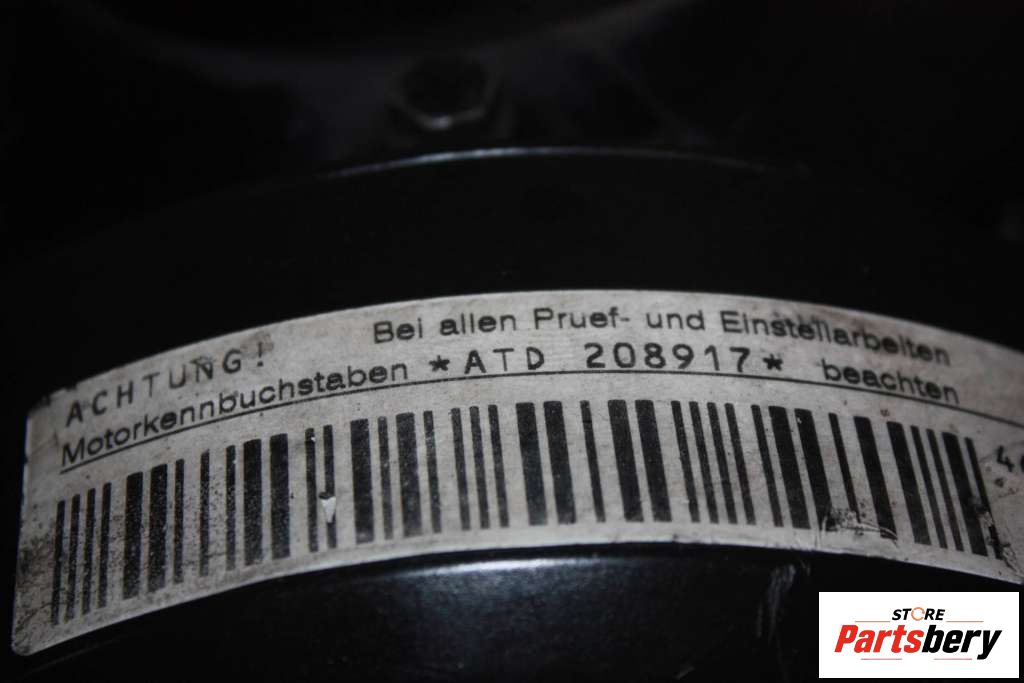 ACHTUNG! Bei allen Pruef- und Einstellarbeiten
Motorkennbuchstaben *ATD 208917* beachten
STORE
Partsbery